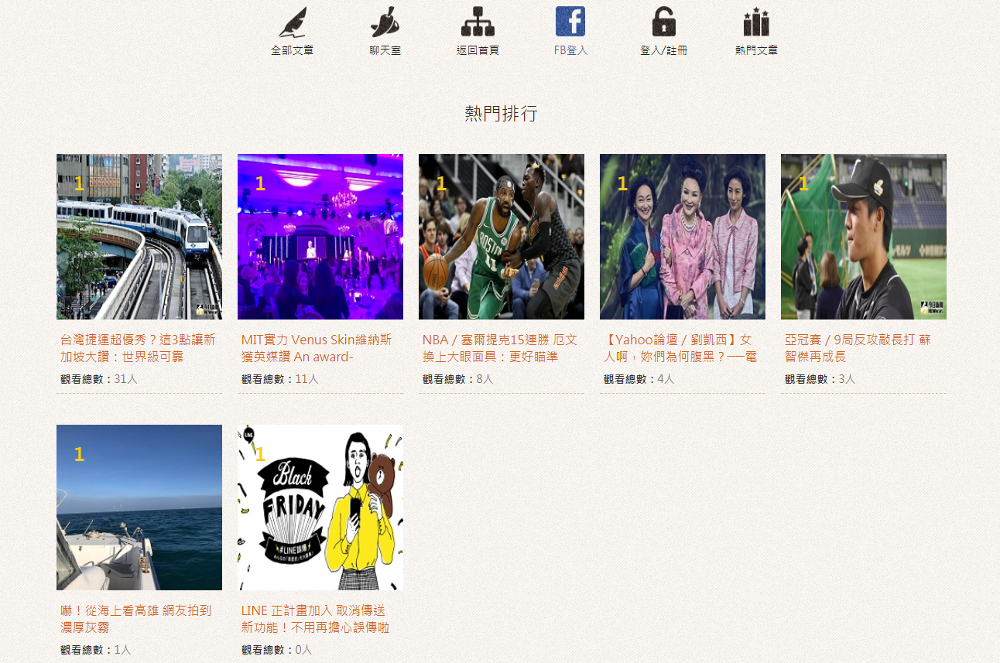 全部文章
聊天室
返回首頁
FB登入
登入/註冊
熱門文章
熱門排行
1
1
1
1
1
台灣捷運超優秀？這3點讓新
加坡大讚：世界級可靠
觀看總數：31人
MIT實力 Venus Skin維納斯
獲英媒讚 An award-
觀看總數：11人
NBA／塞爾提克15連勝 厄文
換上大眼面具：更好瞄準
觀看總數：8人
【Yahoo論壇／劉凱西】女
人啊，妳們為何腹黑？──電
觀看總數：4人
亞冠賽／9局反攻敲長打 蘇
智傑再成長
觀看總數：3人
BOSTON
11
今日新聞
NOWnews
1
1
LINE
Black
FRIDAY
#LINE誤爆
嚇！從海上看高雄 網友拍到
濃厚灰霧
觀看總數：1人
LINE 正計畫加入 取消傳送
新功能！不用再擔心誤傳啦
觀看總數：0人